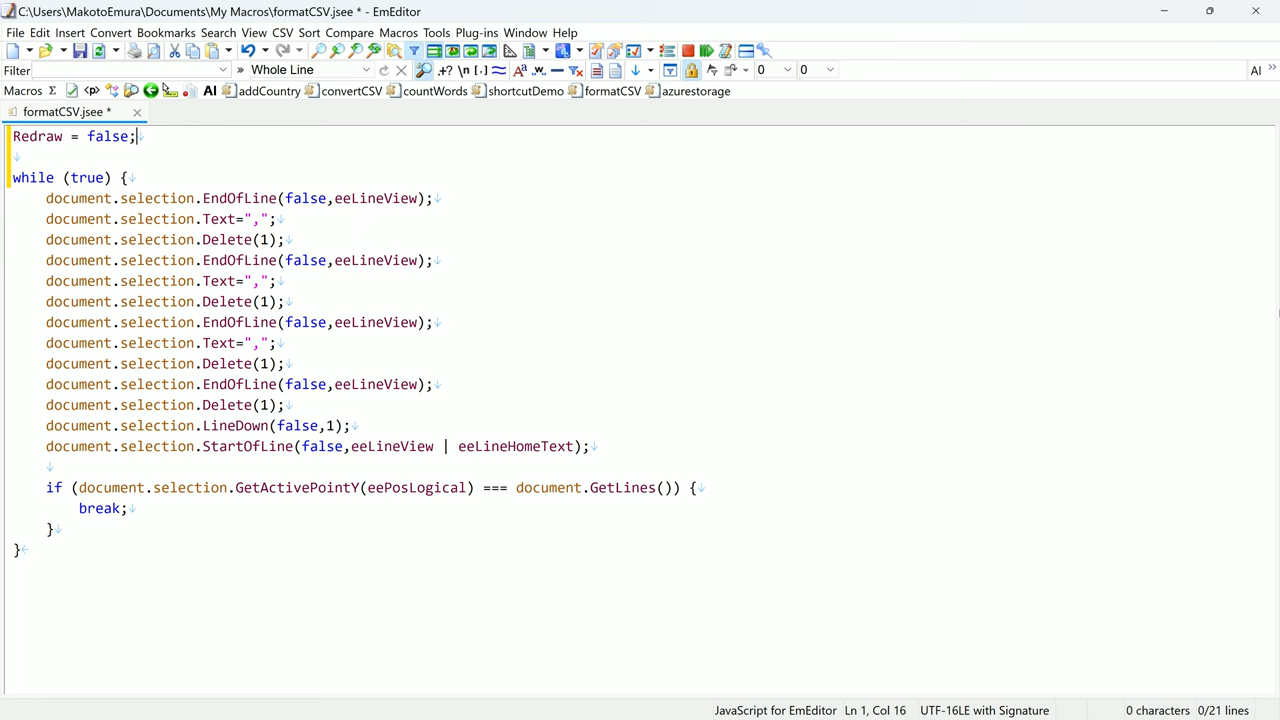 C:\Users\MakotoEmura\Documents\My Macros\formatCSV.jsee * - EmEditor
File Edit Insert Convert Bookmarks Search View CSV Sort Compare Macros Tools Plug-ins Window Help
Filter Whole Line 0 0 AI
Macros Σ <p> AI addCountry convertCSV countWords shortcutDemo formatCSV azurestorage
formatCSV.jsee *
Redraw = false;
while (true) {
document.selection.EndOfLine(false,eeLineView);
document.selection.Text=",";
document.selection.Delete(1);
document.selection.EndOfLine(false,eeLineView);
document.selection.Text=",";
document.selection.Delete(1);
document.selection.EndOfLine(false,eeLineView);
document.selection.Text=",";
document.selection.Delete(1);
document.selection.EndOfLine(false,eeLineView);
document.selection.Delete(1);
document.selection.LineDown(false,1);
document.selection.StartOfLine(false,eeLineView | eeLineHomeText);
if (document.selection.GetActivePointY(eePosLogical) === document.GetLines()) {
break;
}
}
JavaScript for EmEditor Ln 1, Col 16 UTF-16LE with Signature 0 characters 0/21 lines